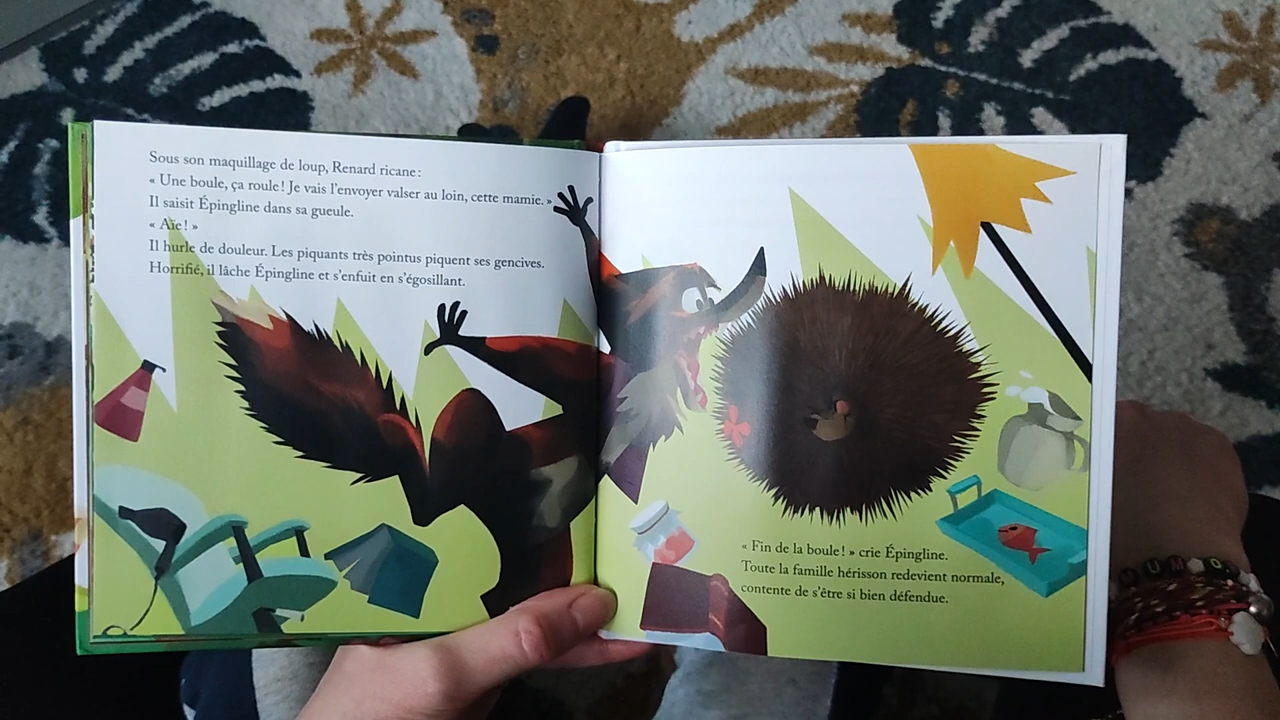 Sous son maquillage de loup, Renard ricane :
« Une boule, ça roule ! Je vais l'envoyer valser au loin, cette mamie. »
Il saisit Épingline dans sa gueule.
« Aïe ! »
Il hurle de douleur. Les piquants très pointus piquent ses gencives.
Horrifié, il lâche Épingline et s'enfuit en s'égosillant.
« Fin de la boule ! » crie Épingline.
Toute la famille hérisson redevient normale,
contente de s'être si bien défendue.
MUM